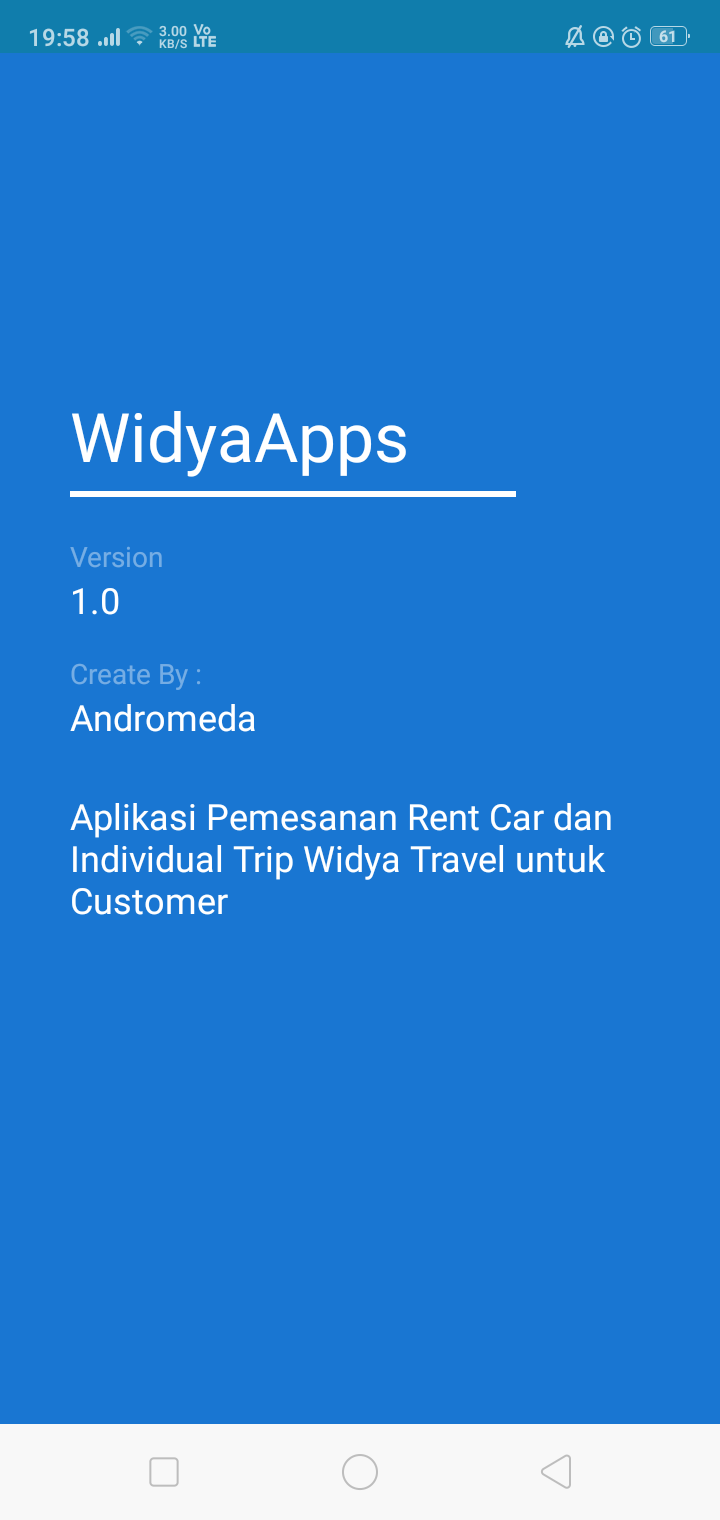 19:58 3.00 KB/S Vo LTE 61
WidyaApps
Version
1.0
Create By :
Andromeda
Aplikasi Pemesanan Rent Car dan
Individual Trip Widya Travel untuk
Customer